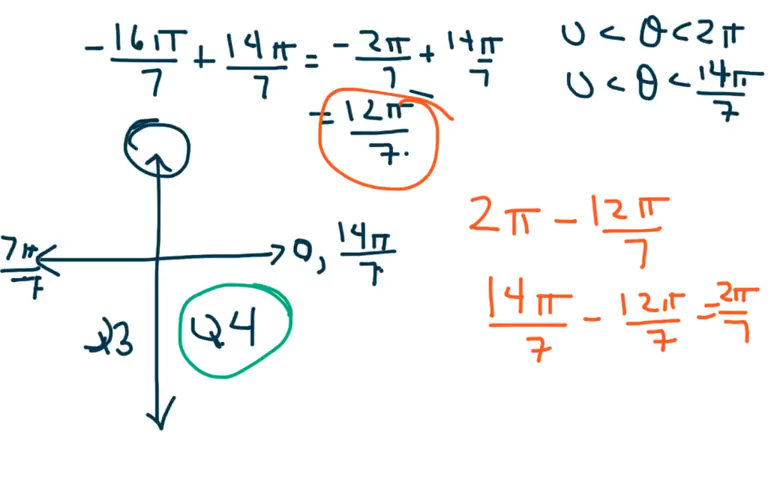 -16π/7 + 14π/7 = -2π/7 + 14π/7
= 12π/7
0 < θ < 2π
0 < θ < 14π/7
7π/7
0, 14π/7
Q3
Q4
2π - 12π/7
14π/7 - 12π/7 = 2π/7